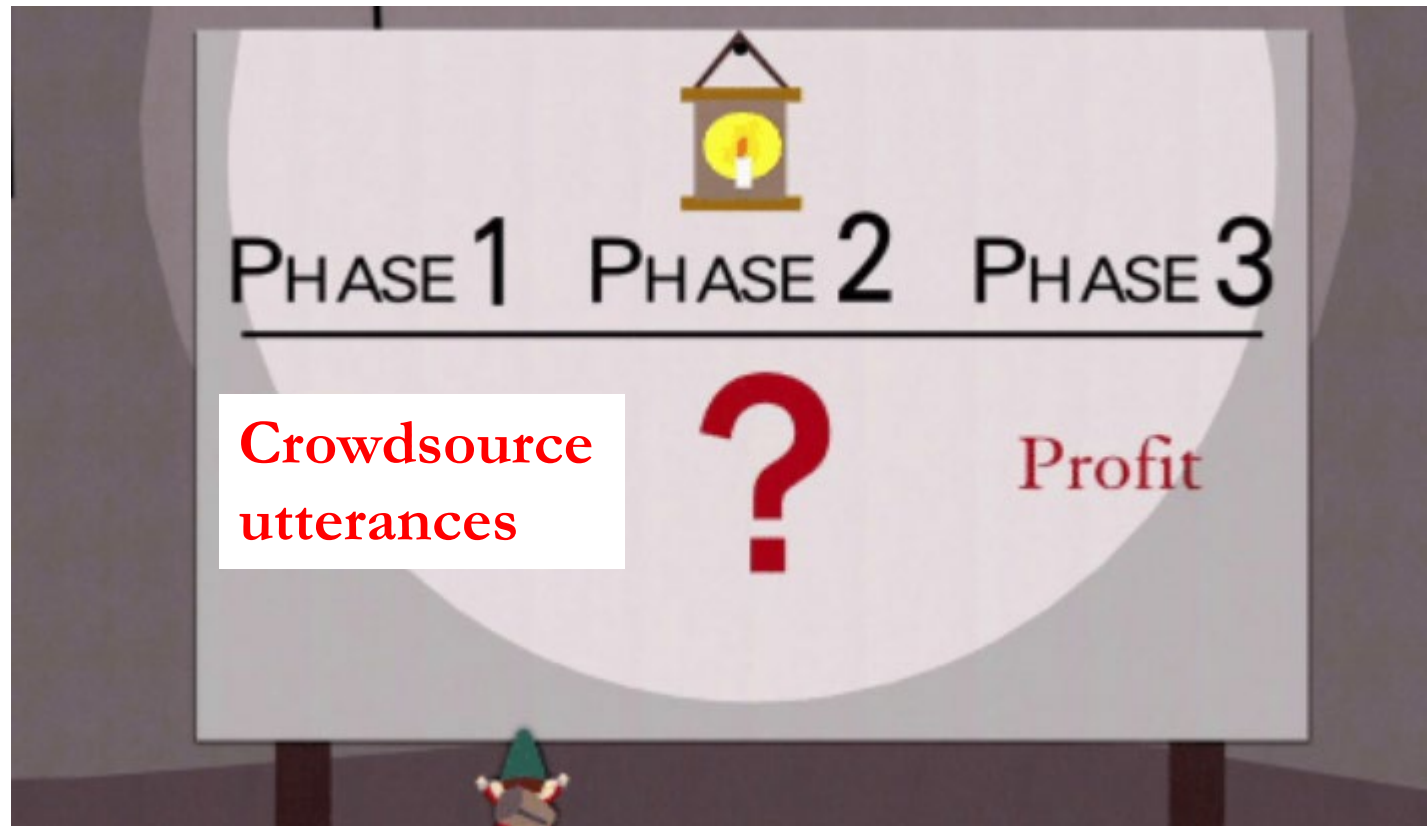 PHASE 1 PHASE 2 PHASE 3
Crowdsource
utterances
?
Profit